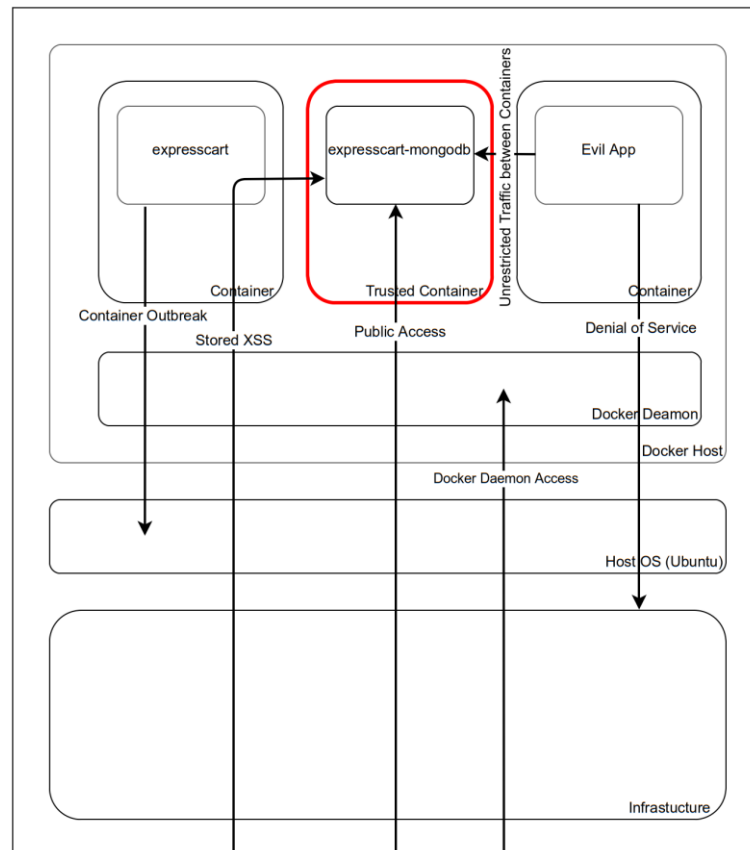 expresscart
expresscart-mongodb
Evil App
Unrestricted Traffic between Containers
Container
Trusted Container
Container
Container Outbreak
Stored XSS
Public Access
Denial of Service
Docker Deamon
Docker Host
Docker Daemon Access
Host OS (Ubuntu)
Infrastucture